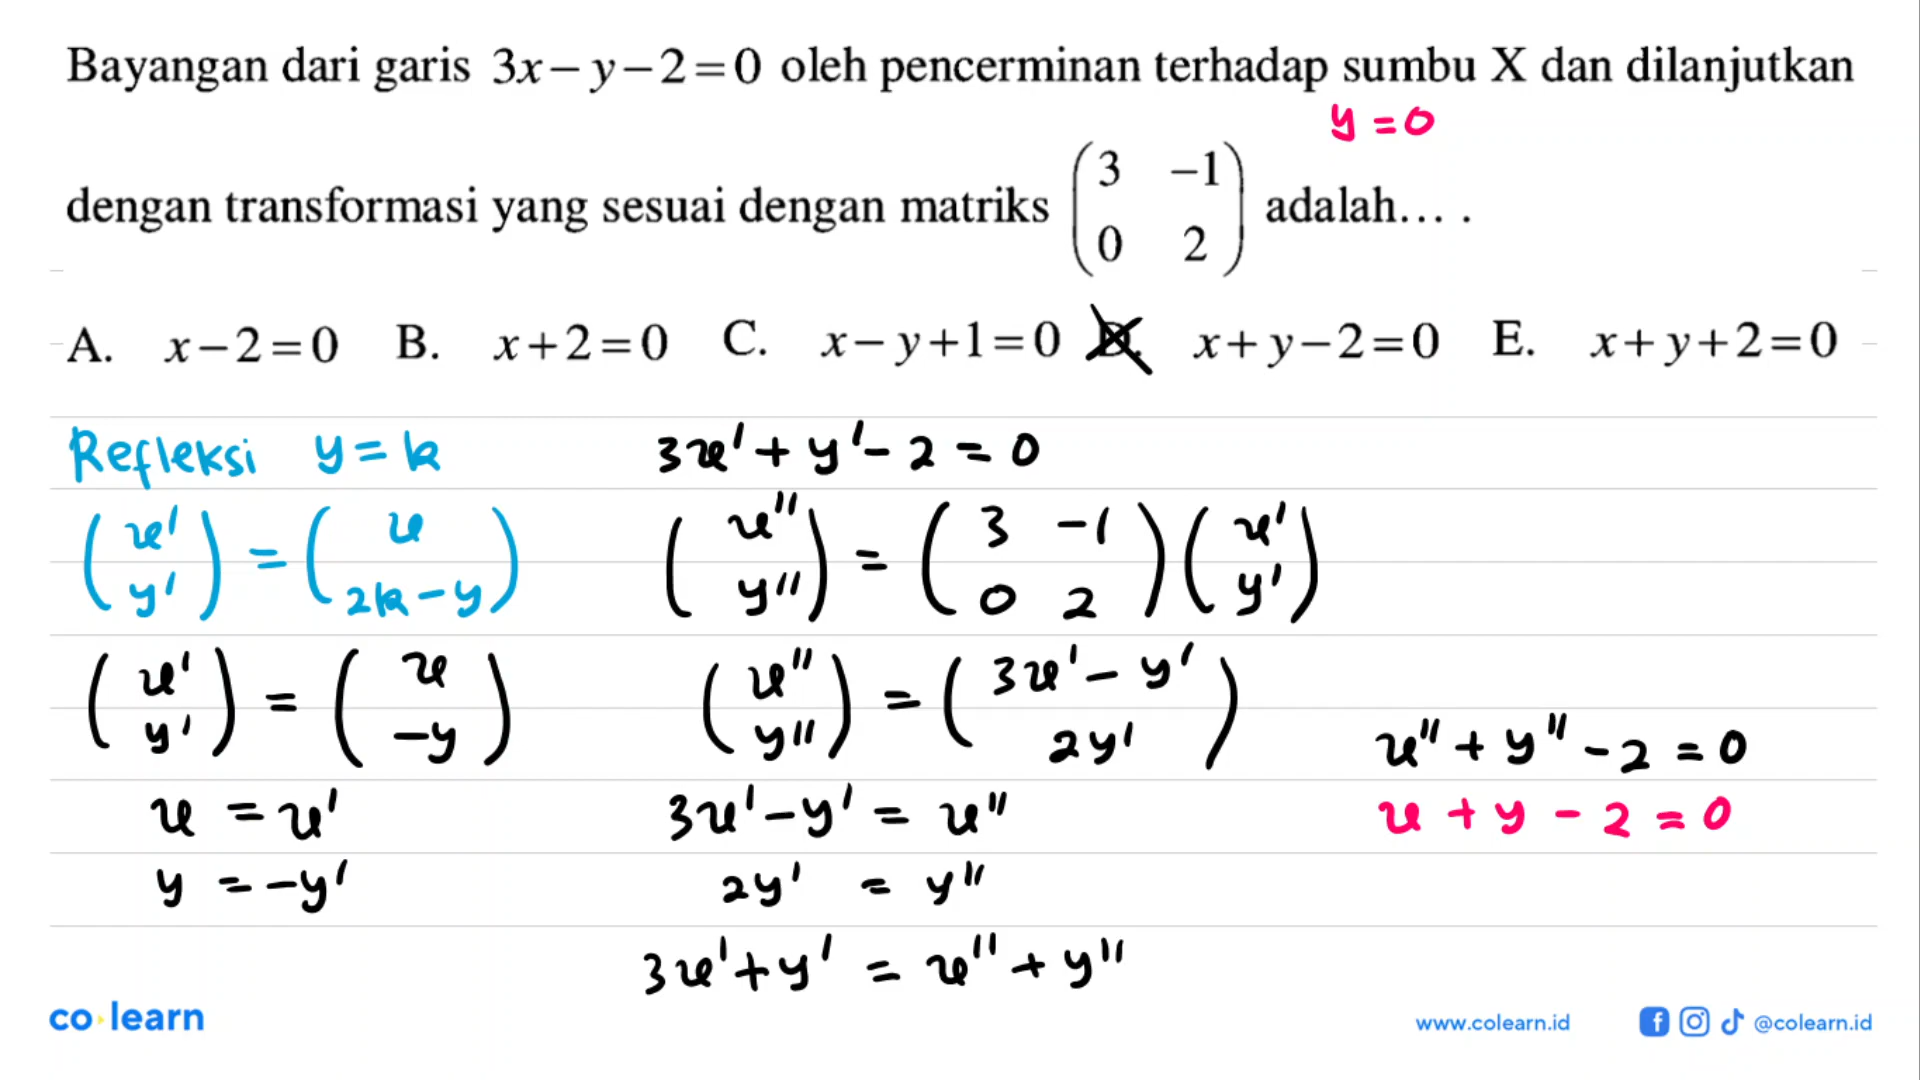 Bayangan dari garis 3x−y−2=0 oleh pencerminan terhadap sumbu X dan dilanjutkan
y=0
dengan transformasi yang sesuai dengan matriks (3 −1; 0 2) adalah....
A. x−2=0 B. x+2=0 C. x−y+1=0 D. x+y−2=0 E. x+y+2=0
Refleksi y=k
(x' y') = (x 2k−y)
(x' y') = (x −y)
x = x'
y = −y'
3x'+y'−2=0
(x'' y'') = (3 −1; 0 2)(x' y')
(x'' y'') = (3x'−y' 2y')
3x'−y' = x''
2y' = y''
3x'+y' = x''+y''
x''+y''−2=0
x+y−2=0
co learn
www.colearn.id @colearn.id